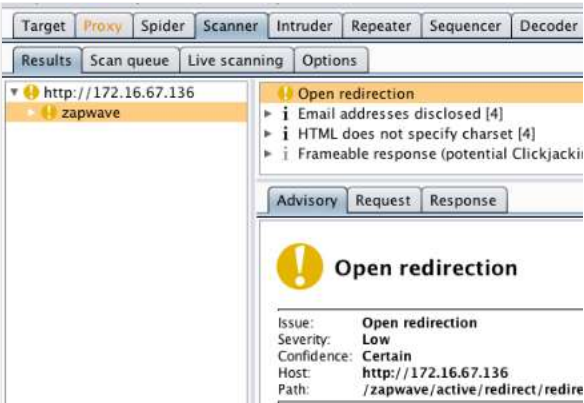 Target Proxy Spider Scanner Intruder Repeater Sequencer Decoder
Results Scan queue Live scanning Options
http://172.16.67.136
zapwave
Open redirection
Email addresses disclosed [4]
HTML does not specify charset [4]
Frameable response (potential Clickjacki
Advisory Request Response
Open redirection
Issue: Open redirection
Severity: Low
Confidence: Certain
Host: http://172.16.67.136
Path: /zapwave/active/redirect/redire